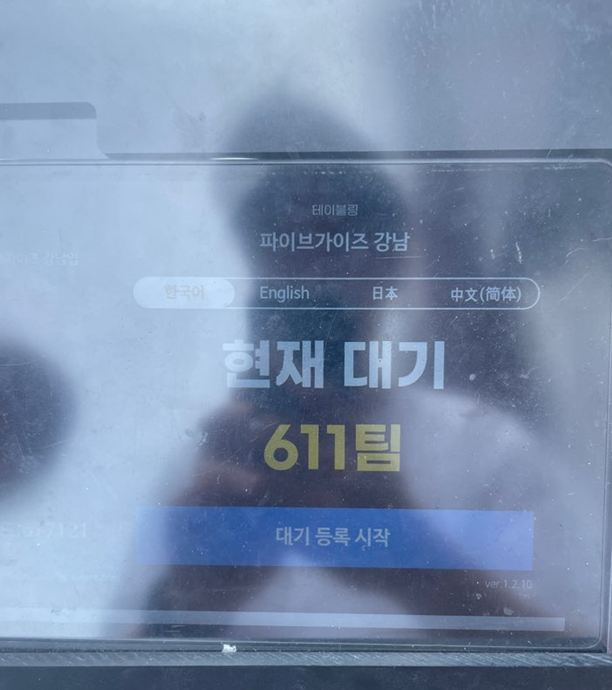 테이블링
파이브가이즈 강남
한국어 English 日本 中文(简体)
현재 대기
611팀
대기 등록 시작
ver.1.2.10